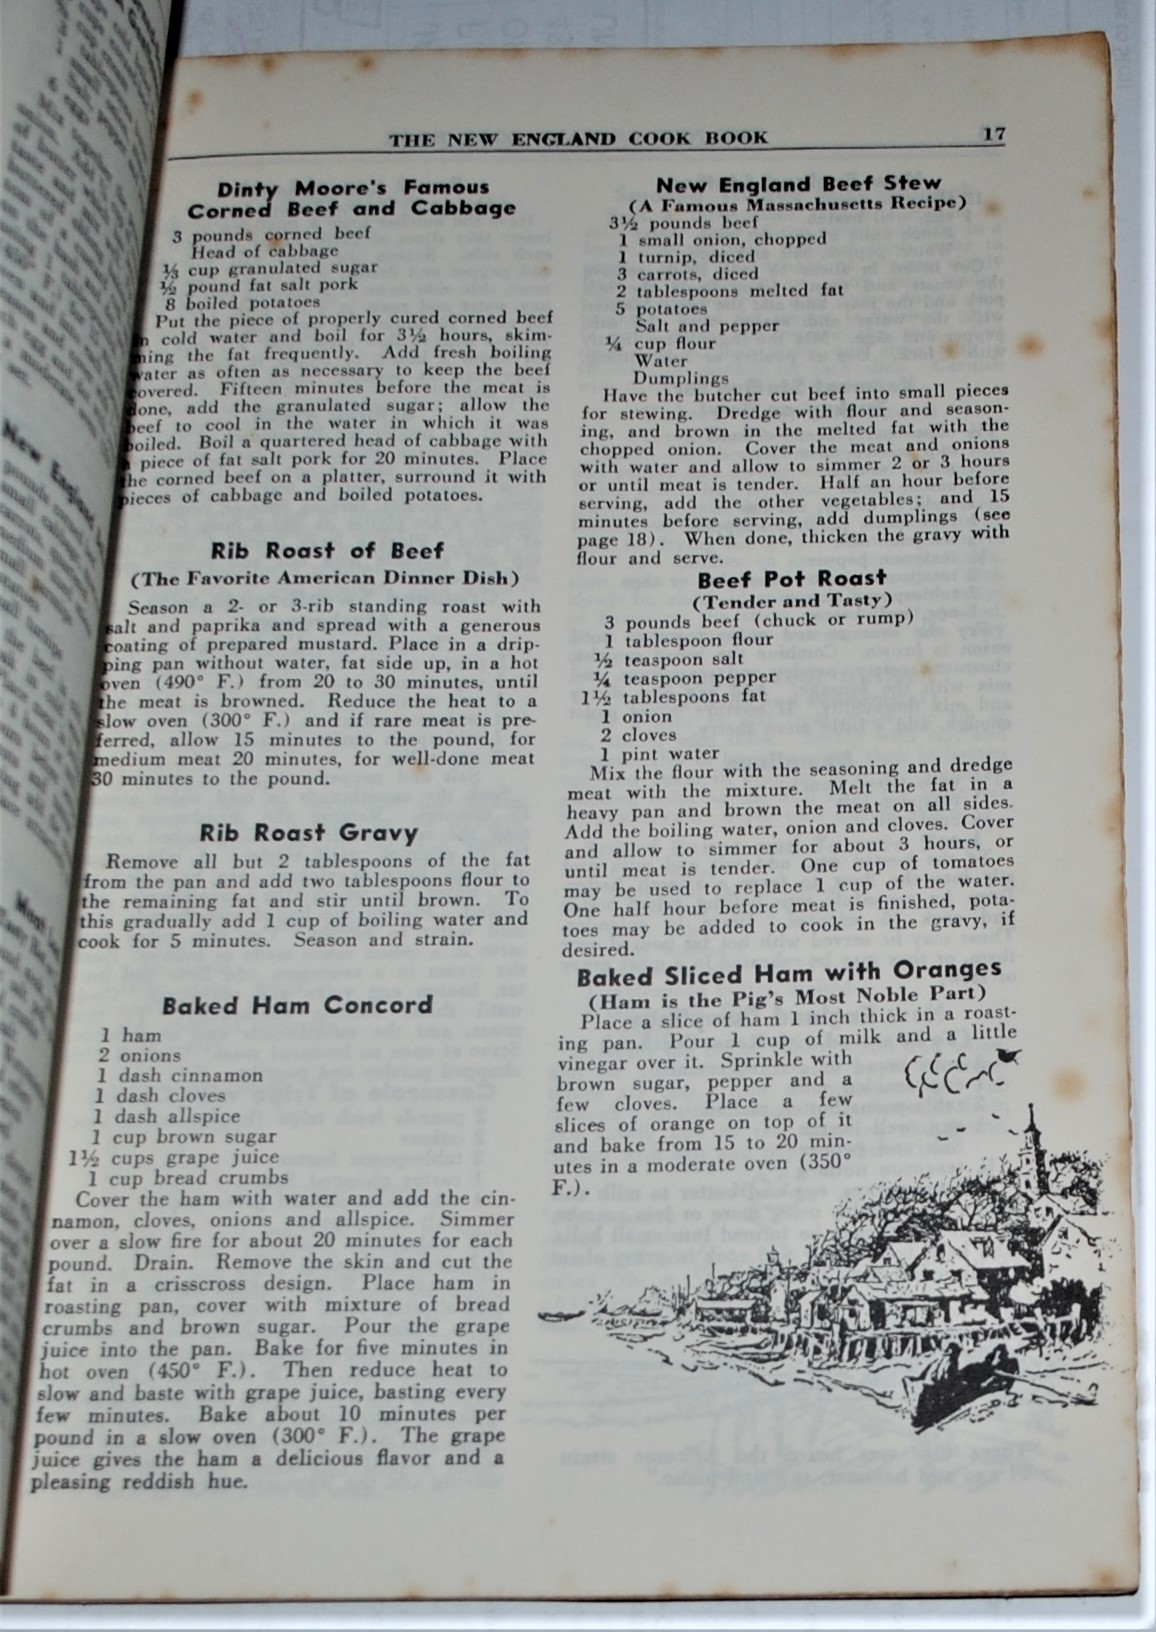 THE NEW ENGLAND COOK BOOK 17
Dinty Moore's Famous
Corned Beef and Cabbage
3 pounds corned beef
Head of cabbage
⅓ cup granulated sugar
½ pound fat salt pork
8 boiled potatoes
Put the piece of properly cured corned beef
n cold water and boil for 3½ hours, skim-
ning the fat frequently. Add fresh boiling
water as often as necessary to keep the beef
covered. Fifteen minutes before the meat is
done, add the granulated sugar; allow the
beef to cool in the water in which it was
boiled. Boil a quartered head of cabbage with
piece of fat salt pork for 20 minutes. Place
the corned beef on a platter, surround it with
pieces of cabbage and boiled potatoes.
Rib Roast of Beef
(The Favorite American Dinner Dish)
Season a 2- or 3-rib standing roast with
salt and paprika and spread with a generous
coating of prepared mustard. Place in a drip-
ping pan without water, fat side up, in a hot
oven (490° F.) from 20 to 30 minutes, until
the meat is browned. Reduce the heat to a
slow oven (300° F.) and if rare meat is pre-
ferred, allow 15 minutes to the pound, for
medium meat 20 minutes, for well-done meat
30 minutes to the pound.
Rib Roast Gravy
Remove all but 2 tablespoons of the fat
from the pan and add two tablespoons flour to
the remaining fat and stir until brown. To
this gradually add 1 cup of boiling water and
cook for 5 minutes. Season and strain.
Baked Ham Concord
1 ham
2 onions
1 dash cinnamon
1 dash cloves
1 dash allspice
1 cup brown sugar
1½ cups grape juice
1 cup bread crumbs
Cover the ham with water and add the cin-
namon, cloves, onions and allspice. Simmer
over a slow fire for about 20 minutes for each
pound. Drain. Remove the skin and cut the
fat in a crisscross design. Place ham in
roasting pan, cover with mixture of bread
crumbs and brown sugar. Pour the grape
juice into the pan. Bake for five minutes in
hot oven (450° F.). Then reduce heat to
slow and baste with grape juice, basting every
few minutes. Bake about 10 minutes per
pound in a slow oven (300° F.). The grape
juice gives the ham a delicious flavor and a
pleasing reddish hue.
New England Beef Stew
(A Famous Massachusetts Recipe)
3½ pounds beef
1 small onion, chopped
1 turnip, diced
3 carrots, diced
2 tablespoons melted fat
5 potatoes
Salt and pepper
¼ cup flour
Water
Dumplings
Have the butcher cut beef into small pieces
for stewing. Dredge with flour and season-
ing, and brown in the melted fat with the
chopped onion. Cover the meat and onions
with water and allow to simmer 2 or 3 hours
or until meat is tender. Half an hour before
serving, add the other vegetables; and 15
minutes before serving, add dumplings (see
page 18). When done, thicken the gravy with
flour and serve.
Beef Pot Roast
(Tender and Tasty)
3 pounds beef (chuck or rump)
1 tablespoon flour
½ teaspoon salt
¼ teaspoon pepper
1½ tablespoons fat
1 onion
2 cloves
1 pint water
Mix the flour with the seasoning and dredge
meat with the mixture. Melt the fat in a
heavy pan and brown the meat on all sides.
Add the boiling water, onion and cloves. Cover
and allow to simmer for about 3 hours, or
until meat is tender. One cup of tomatoes
may be used to replace 1 cup of the water.
One half hour before meat is finished, pota-
toes may be added to cook in the gravy, if
desired.
Baked Sliced Ham with Oranges
(Ham is the Pig's Most Noble Part)
Place a slice of ham 1 inch thick in a roast-
ing pan. Pour 1 cup of milk and a little
vinegar over it. Sprinkle with
brown sugar, pepper and a
few cloves. Place a few
slices of orange on top of it
and bake from 15 to 20 min-
utes in a moderate oven (350°
F.).